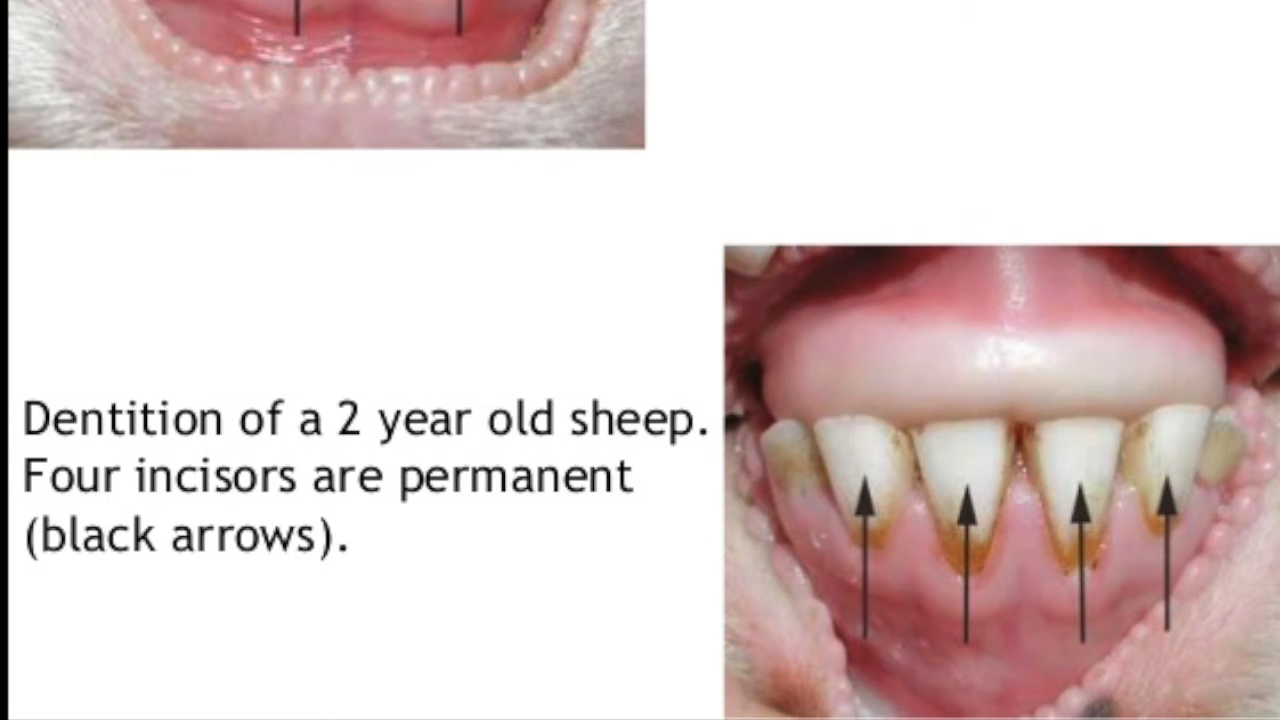 Dentition of a 2 year old sheep.
Four incisors are permanent
(black arrows).